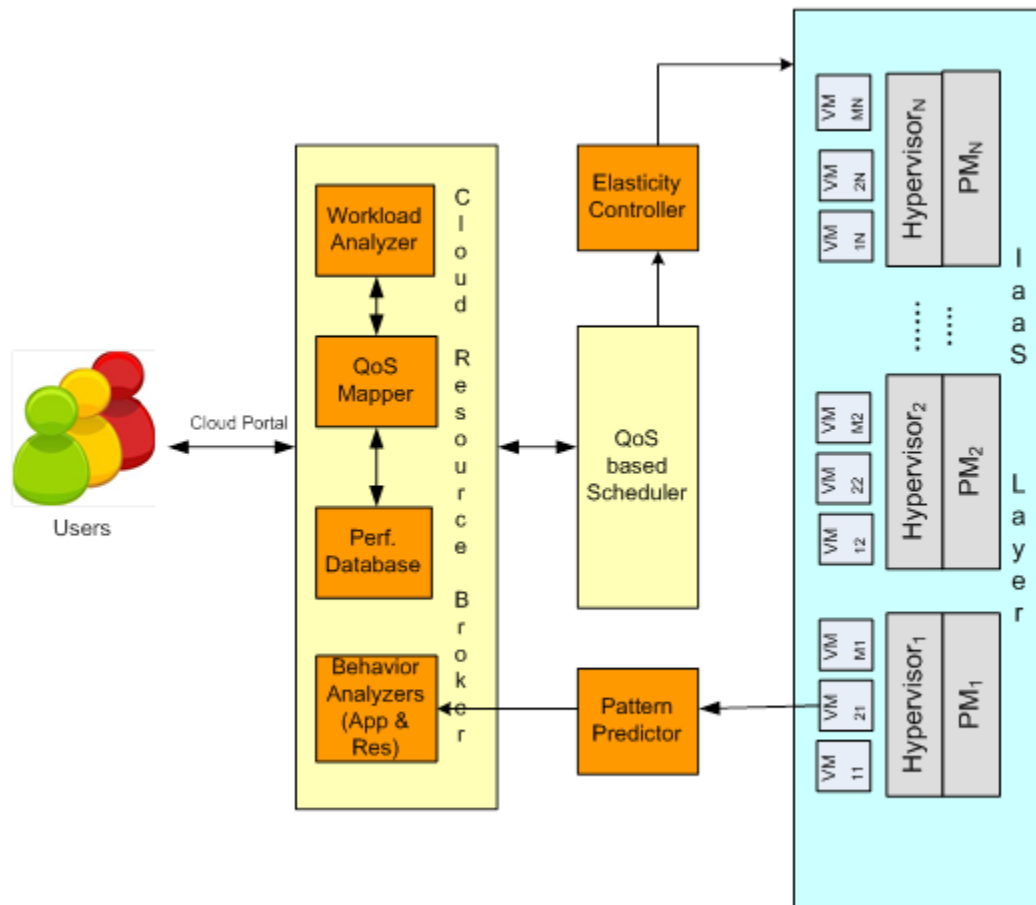 Users
Cloud Portal
Cloud Resource Broker
Workload
Analyzer
QoS
Mapper
Perf.
Database
Behavior
Analyzers
(App &
Res)
Elasticity
Controller
QoS
based
Scheduler
Pattern
Predictor
VM MN
VM 2N
VM 1N
HypervisorN
PMN
...... .....
VM M2
VM 22
VM 12
Hypervisor2
PM2
VM M1
VM 21
VM 11
Hypervisor1
PM1
IaaS Layer